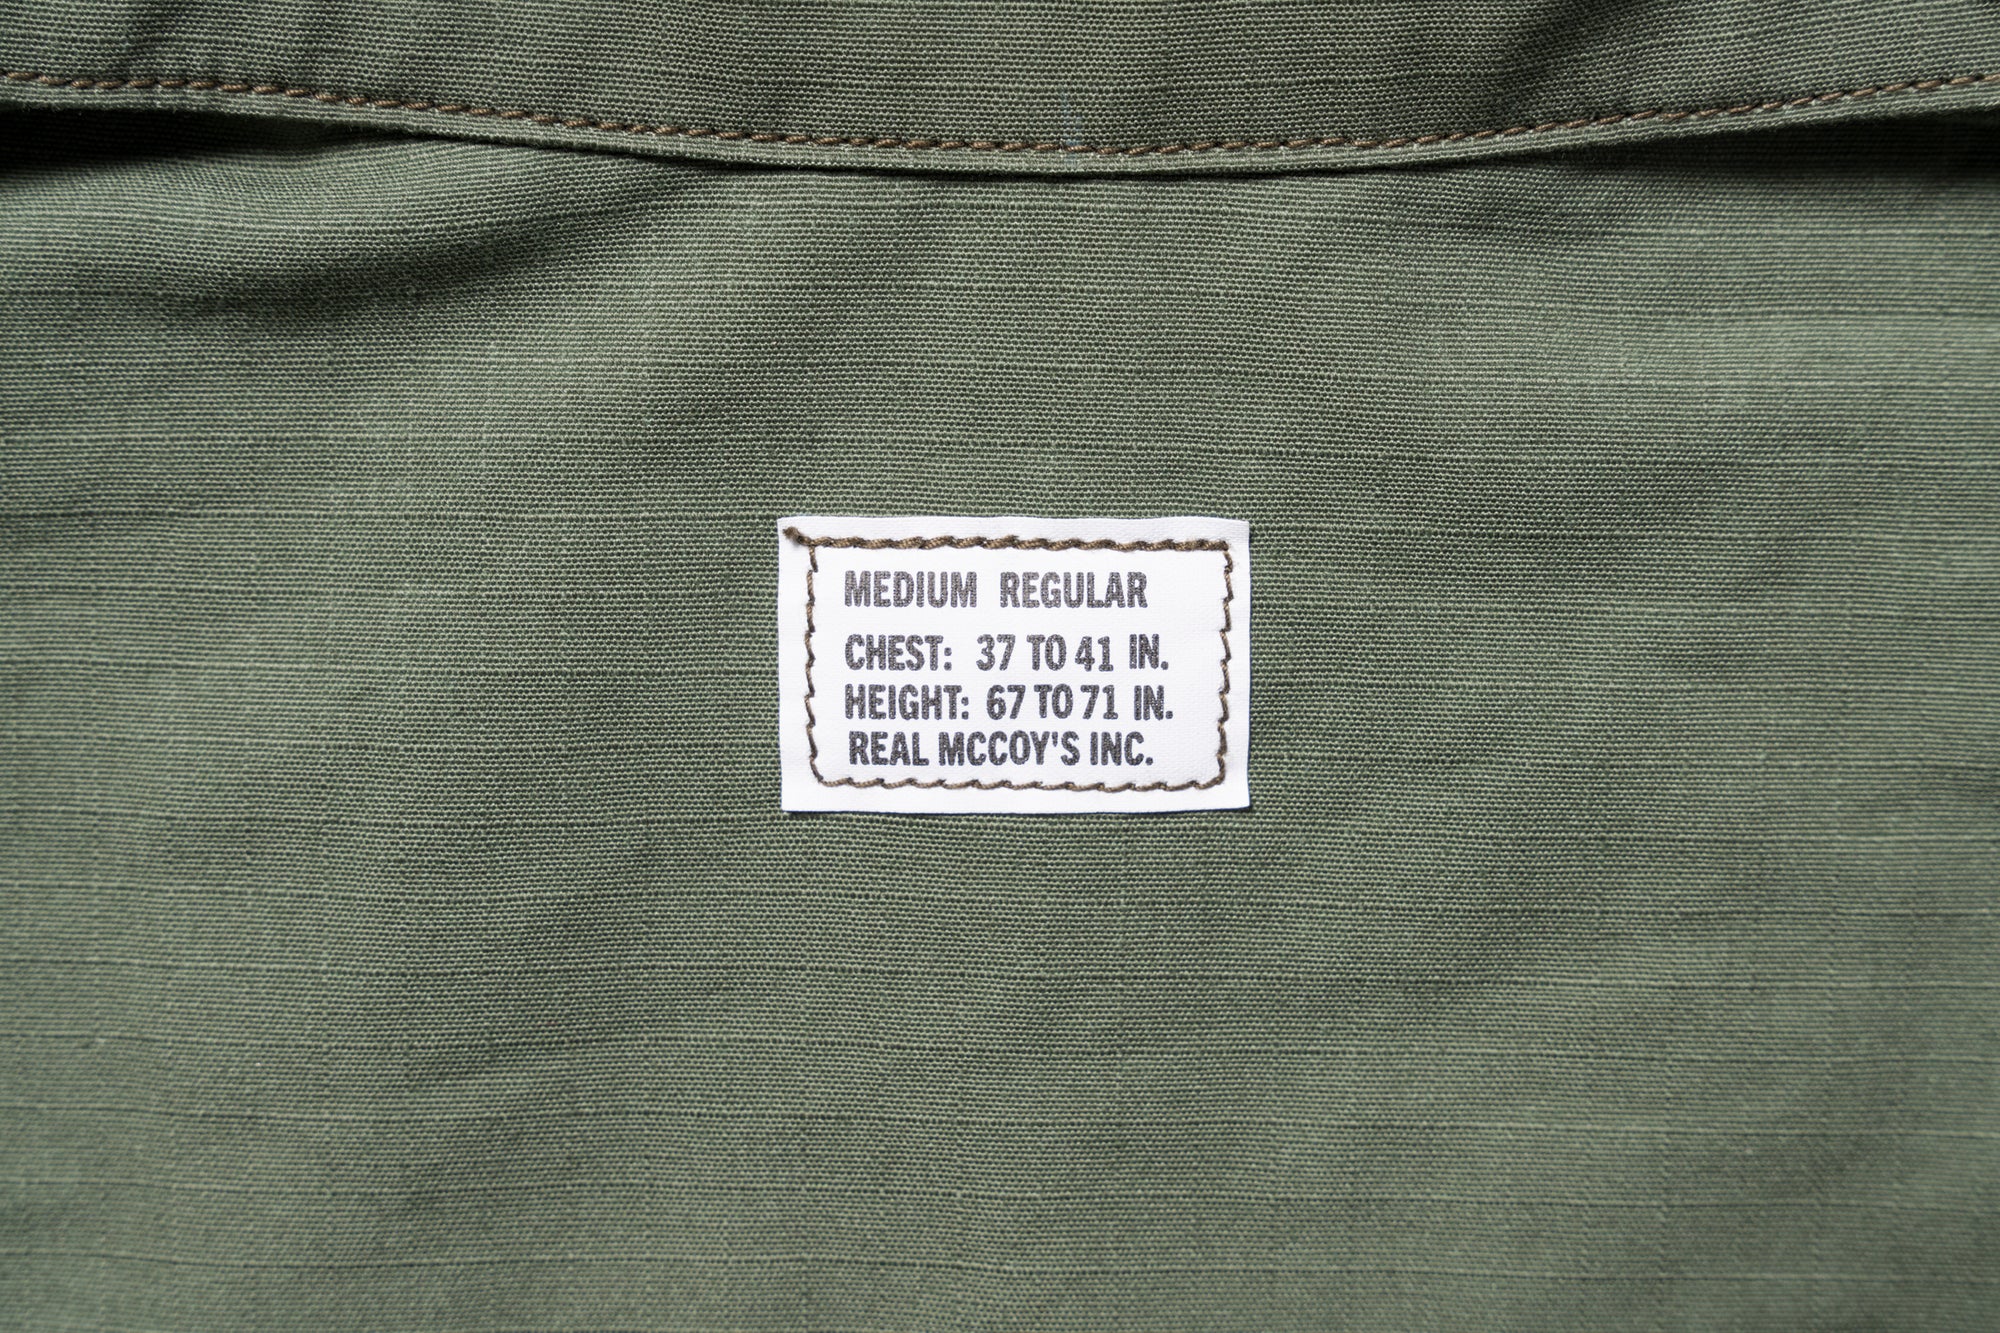 MEDIUM REGULAR
CHEST: 37 TO 41 IN.
HEIGHT: 67 TO 71 IN.
REAL MCCOY'S INC.